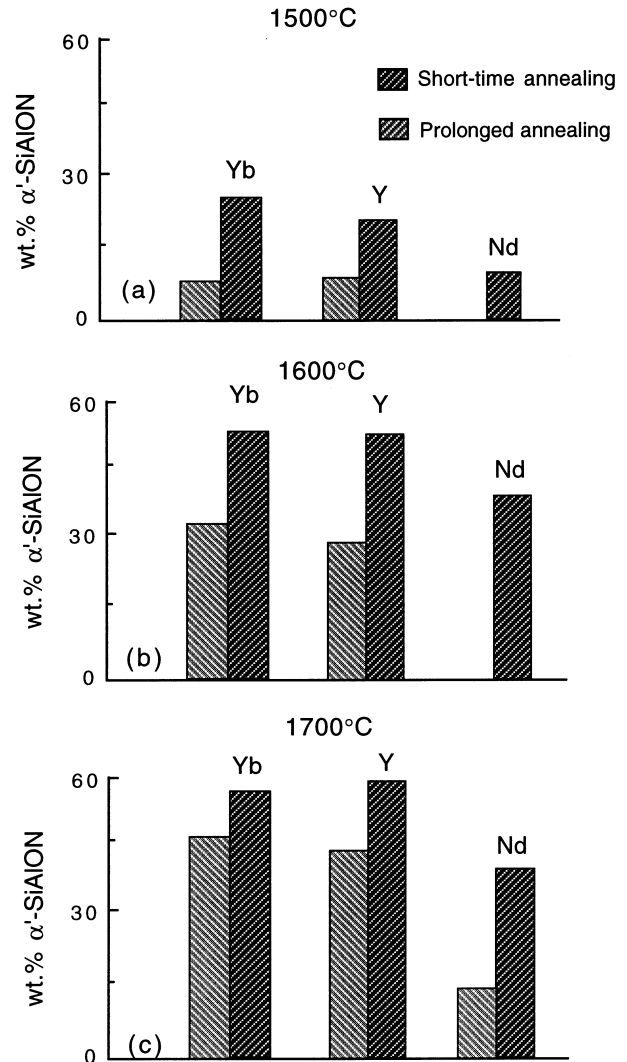 1500°C
60
Short-time annealing
Prolonged annealing
30
Yb
Y
Nd
wt.% α'-SiAlON
(a)
0
1600°C
60
Yb
Y
Nd
30
wt.% α'-SiAlON
(b)
0
1700°C
60
Yb
Y
Nd
30
wt.% α'-SiAlON
(c)
0